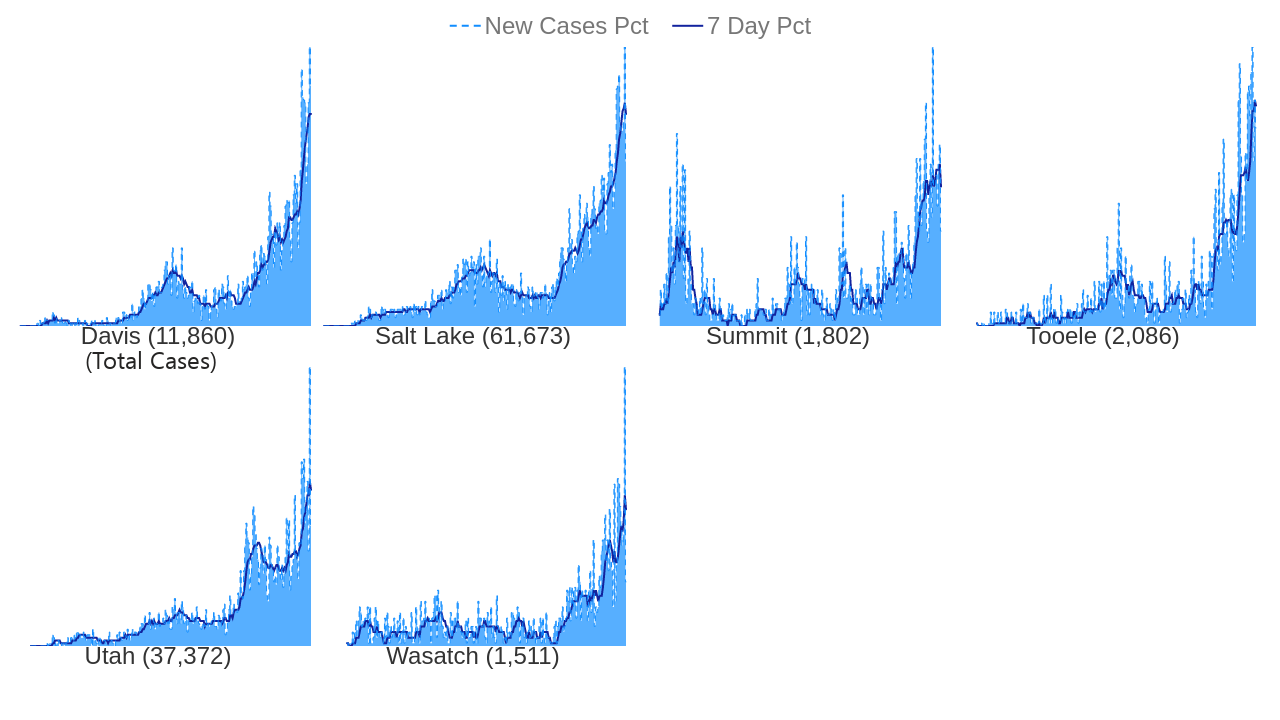 New Cases Pct 7 Day Pct
Davis (11,860) Salt Lake (61,673) Summit (1,802) Tooele (2,086)
(Total Cases)
Utah (37,372) Wasatch (1,511)